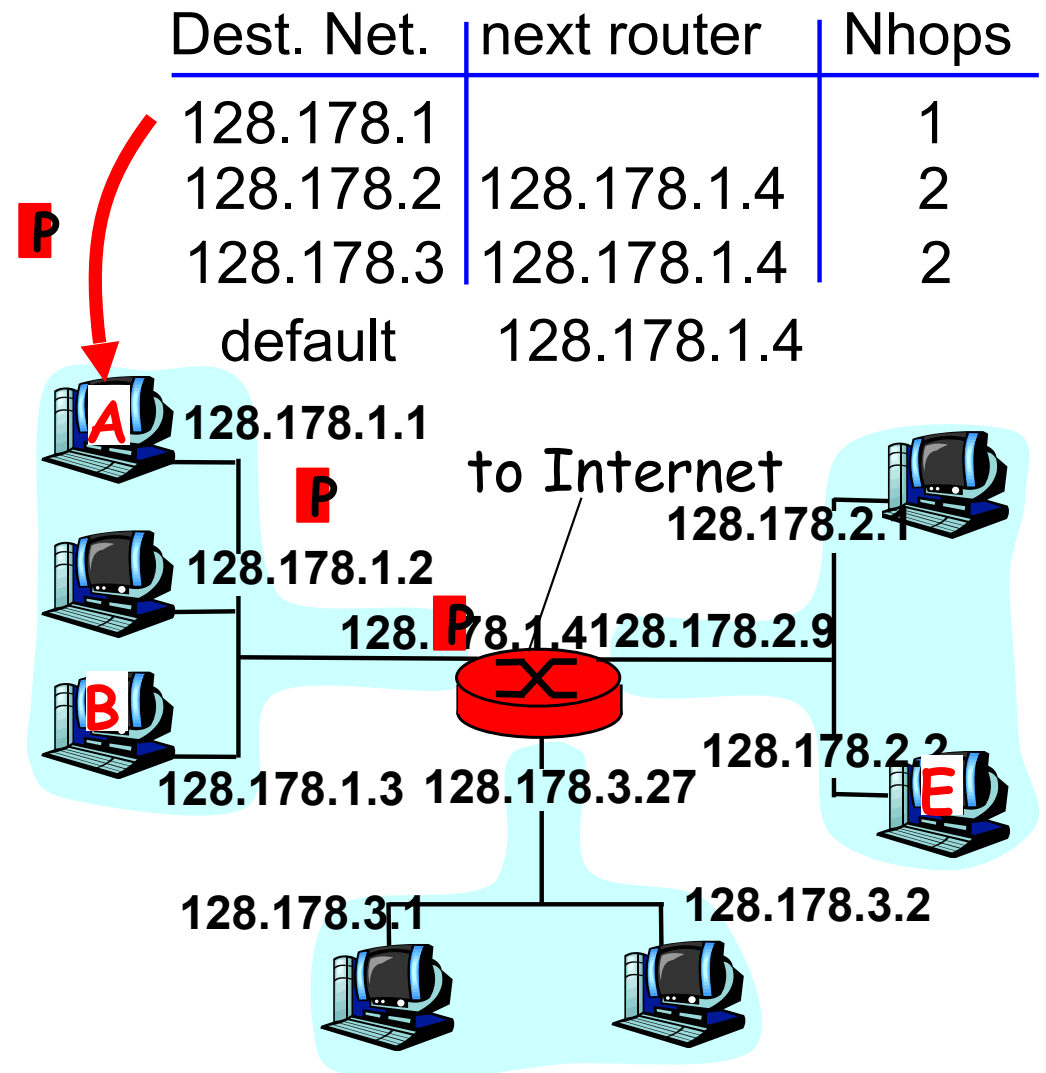 Dest. Net. next router Nhops
128.178.1 1
128.178.2 128.178.1.4 2
128.178.3 128.178.1.4 2
default 128.178.1.4
P
A
128.178.1.1
to Internet
P
128.178.2.1
128.178.1.2
128.178.1.4
P
128.178.2.9
B
128.178.2.2
E
128.178.1.3
128.178.3.27
128.178.3.1
128.178.3.2